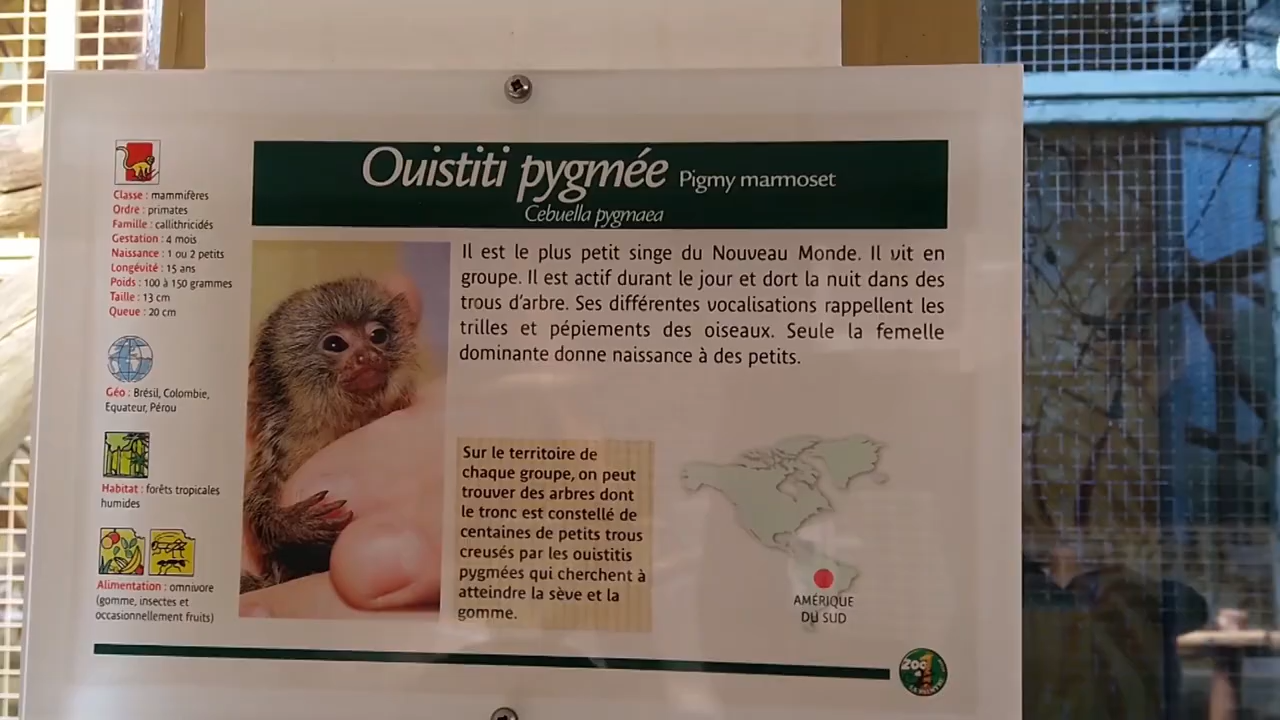 Ouistiti pygmée Pigmy marmoset
Cebuella pygmaea
Classe : mammifères
Ordre : primates
Famille : callithricidés
Gestation : 4 mois
Naissance : 1 ou 2 petits
Longévité : 15 ans
Poids : 100 à 150 grammes
Taille : 13 cm
Queue : 20 cm
Géo : Brésil, Colombie,
Equateur, Pérou
Habitat : forêts tropicales
humides
Alimentation : omnivore
(gomme, insectes et
occasionnellement fruits)
Il est le plus petit singe du Nouveau Monde. Il vit en
groupe. Il est actif durant le jour et dort la nuit dans des
trous d'arbre. Ses différentes vocalisations rappellent les
trilles et pépiements des oiseaux. Seule la femelle
dominante donne naissance à des petits.
Sur le territoire de
chaque groupe, on peut
trouver des arbres dont
le tronc est constellé de
centaines de petits trous
creusés par les ouistitis
pygmées qui cherchent à
atteindre la sève et la
gomme.
AMÉRIQUE
DU SUD
ZOO